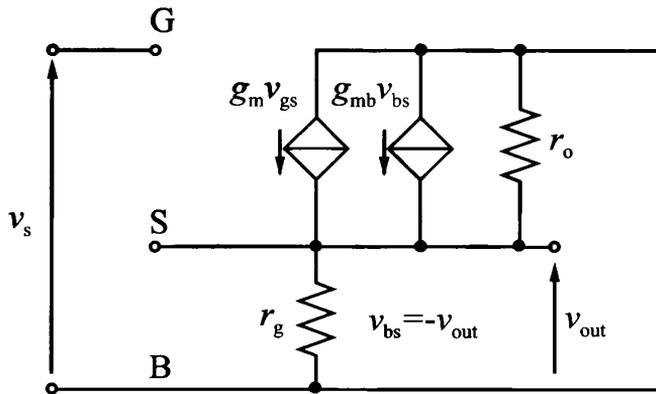 G
g_m v_gs
g_mb v_bs
r_o
v_s
S
r_g
v_bs=-v_out
v_out
B